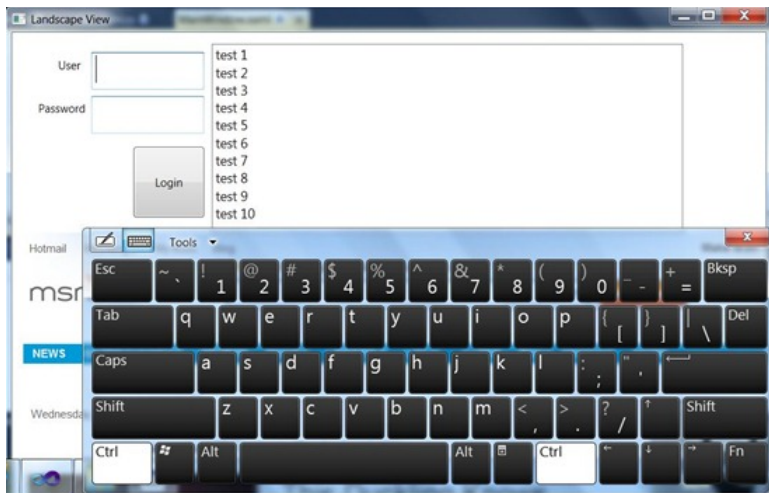 Landscape View
User
test 1
test 2
Password
test 3
test 4
test 5
test 6
test 7
Login
test 8
test 9
test 10
Hotmail
Tools
msn
Esc ~ ` ! 1 @ 2 # 3 $ 4 % 5 ^ 6 & 7 * 8 ( 9 ) 0 _ - + = Bksp
Tab q w e r t y u i o p { [ } ] | \ Del
NEWS
Caps a s d f g h j k l : ; " ' ←
Shift z x c v b n m < , > . ? / ↑ Shift
Wednesda
Ctrl Alt Alt Ctrl ← ↓ → Fn